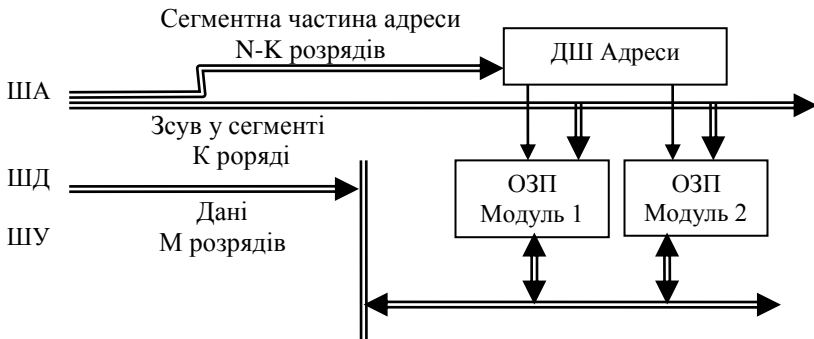 Сегментна частина адреси
N-K розрядів
ДШ Адреси
ША
Зсув у сегменті
К роряді
ШД
Дані
М розрядів
ШУ
ОЗП
Модуль 1
ОЗП
Модуль 2